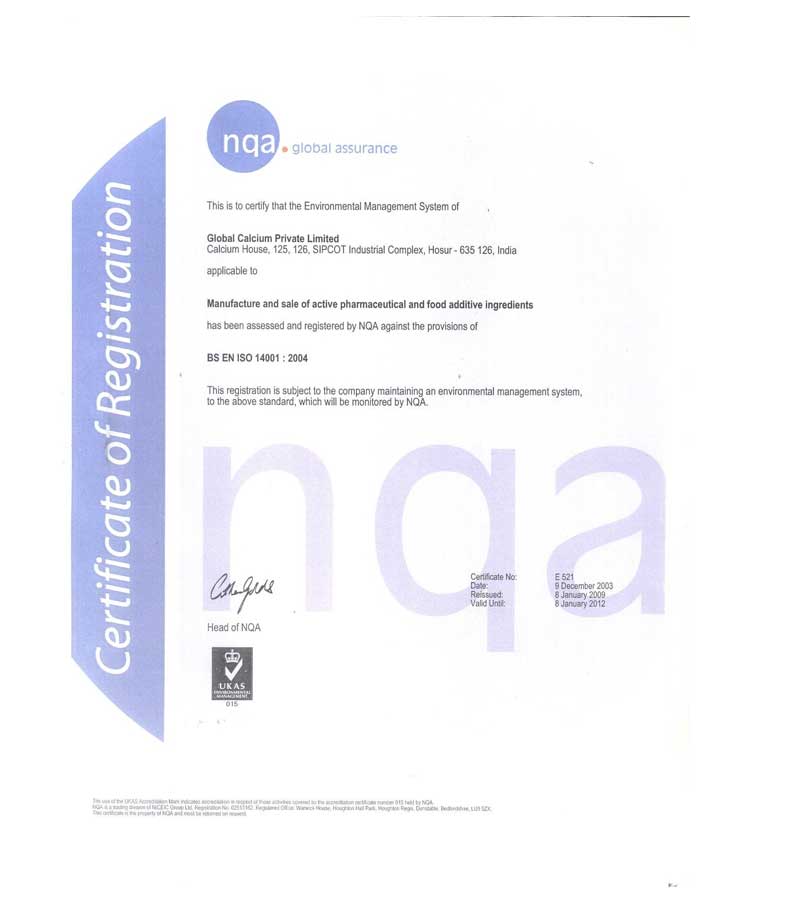 Certificate of Registration
nqa. global assurance
This is to certify that the Environmental Management System of
Global Calcium Private Limited
Calcium House, 125, 126, SIPCOT Industrial Complex, Hosur - 635 126, India
applicable to
Manufacture and sale of active pharmaceutical and food additive ingredients
has been assessed and registered by NQA against the provisions of
BS EN ISO 14001 : 2004
This registration is subject to the company maintaining an environmental management system,
to the above standard, which will be monitored by NQA.
nqa
Certificate No: E 521
Date: 9 December 2003
Reissued: 8 January 2009
Valid Until: 8 January 2012
Head of NQA
UKAS
ENVIRONMENTAL
MANAGEMENT
015
The use of the UKAS Accreditation Mark indicates accreditation in respect of those activities covered by the accreditation certificate number 015 held by NQA.
NQA is a trading division of NICEIC Group Ltd. Registration No. Registered Office: Warwick House, Houghton Hall Park, Houghton Regis, Dunstable, Bedfordshire, LU5 5ZX.
This certificate is the property of NQA and must be returned on request.